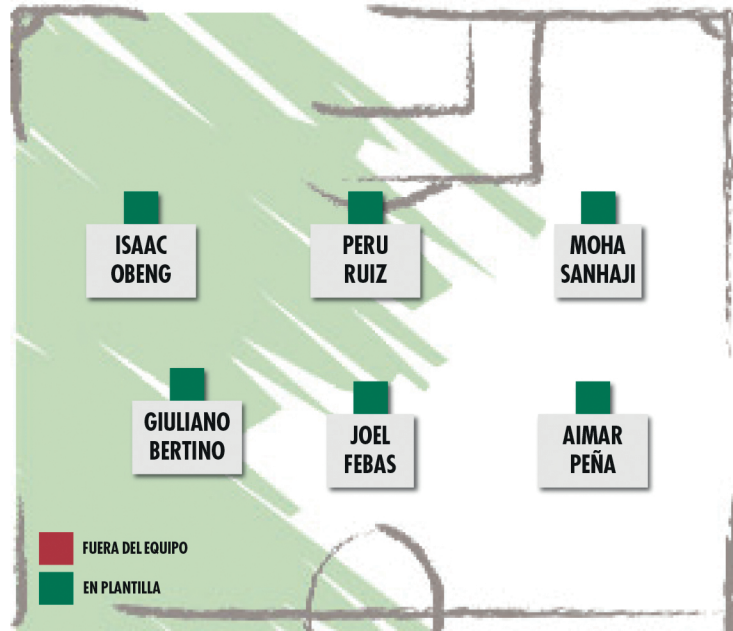 ISAAC
OBENG
PERU
RUIZ
MOHA
SANHAJI
GIULIANO
BERTINO
JOEL
FEBAS
AIMAR
PEÑA
FUERA DEL EQUIPO
EN PLANTILLA